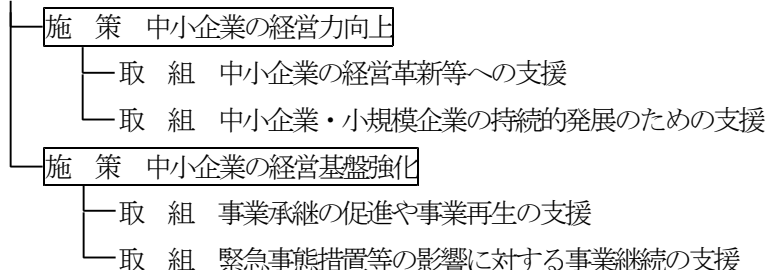 施 策 中小企業の経営力向上
取 組 中小企業の経営革新等への支援
取 組 中小企業・小規模企業の持続的発展のための支援
施 策 中小企業の経営基盤強化
取 組 事業承継の促進や事業再生の支援
取 組 緊急事態措置等の影響に対する事業継続の支援